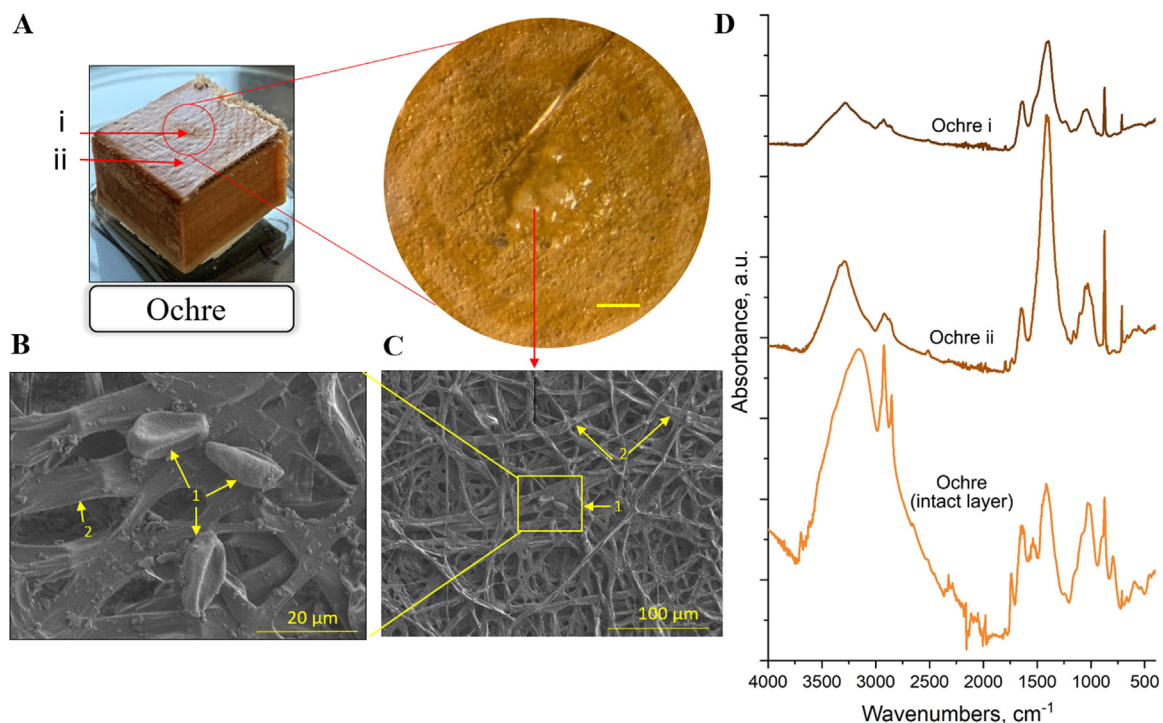 A
i
ii
Ochre
B
1
2
20 µm
C
2
1
100 µm
D
Absorbance, a.u.
Ochre i
Ochre ii
Ochre
(intact layer)
4000 3500 3000 2500 2000 1500 1000 500
Wavenumbers, cm⁻¹